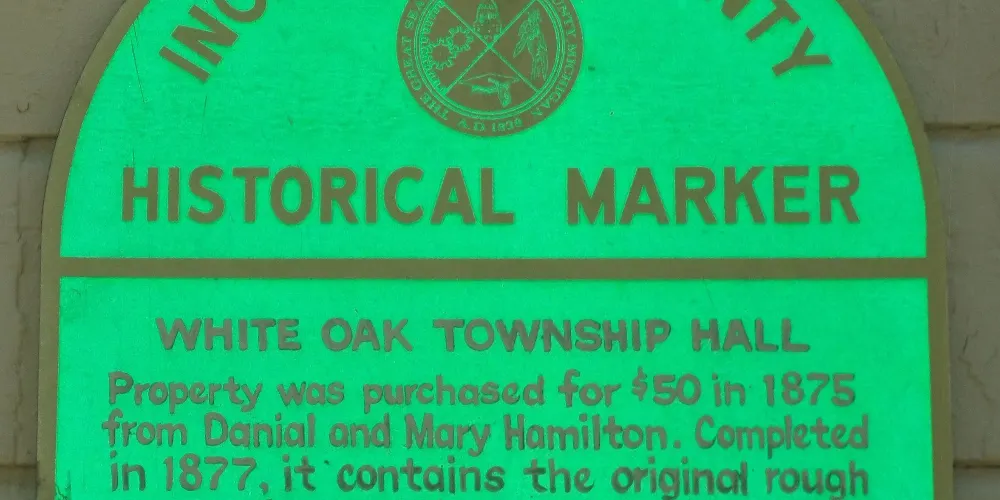 HISTORICAL MARKER
WHITE OAK TOWNSHIP HALL
Property was purchased for $50 in 1875
from Danial and Mary Hamilton. Completed
in 1877, it contains the original rough